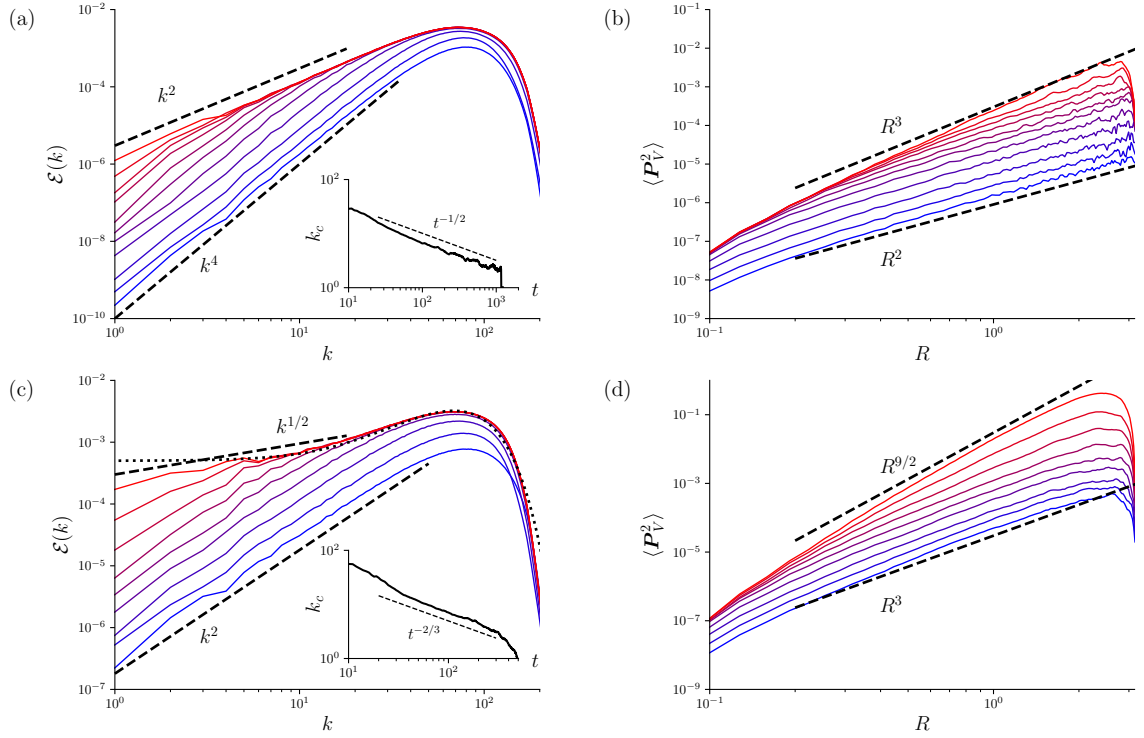 (a)
10^{-2}
10^{-4}
10^{-6}
10^{-8}
10^{-10}
ℰ(k)
k^2
k^4
10^0
10^1
10^2
k
10^2
10^0
k_c
t^{-1/2}
10^1
10^2
10^3
t
(b)
10^{-1}
10^{-2}
10^{-3}
10^{-4}
10^{-5}
10^{-6}
10^{-7}
10^{-8}
10^{-9}
⟨P_V^2⟩
R^3
R^2
10^{-1}
10^0
R
(c)
10^{-2}
10^{-3}
10^{-4}
10^{-5}
10^{-6}
10^{-7}
ℰ(k)
k^{1/2}
k^2
10^0
10^1
10^2
k
10^2
10^0
k_c
t^{-2/3}
10^1
10^2
t
(d)
10^{-1}
10^{-3}
10^{-5}
10^{-7}
10^{-9}
⟨P_V^2⟩
R^{9/2}
R^3
10^{-1}
10^0
R